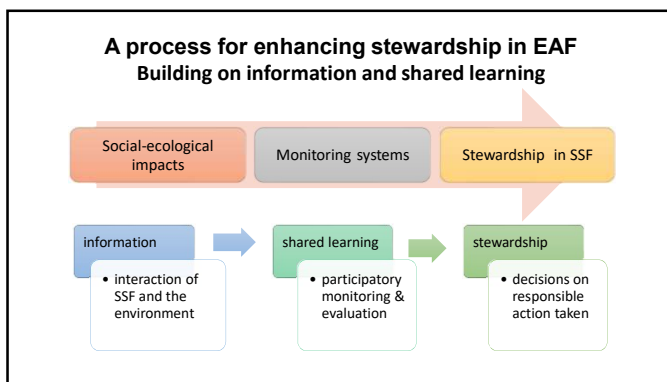 A process for enhancing stewardship in EAF
Building on information and shared learning
Social-ecological
impacts
Monitoring systems
Stewardship in SSF
information
• interaction of
SSF and the
environment
shared learning
• participatory
monitoring &
evaluation
stewardship
• decisions on
responsible
action taken